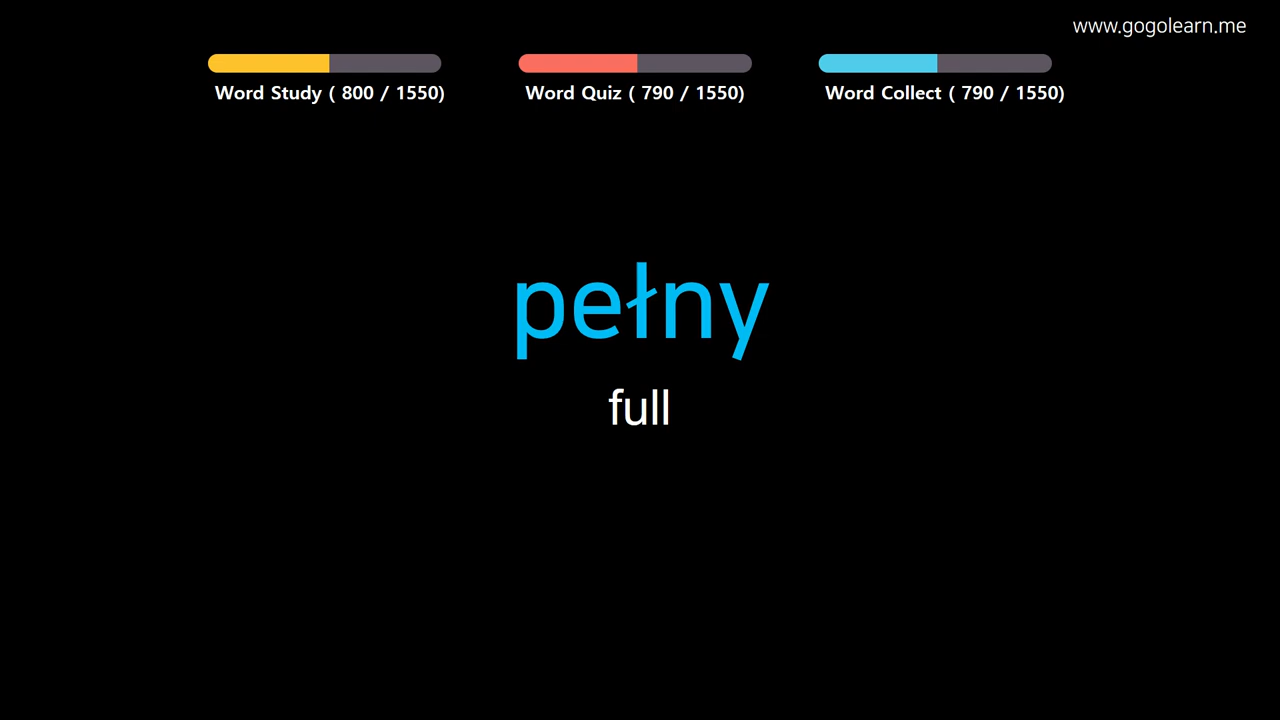 www.gogolearn.me
Word Study ( 800 / 1550)
Word Quiz ( 790 / 1550)
Word Collect ( 790 / 1550)
pełny
full